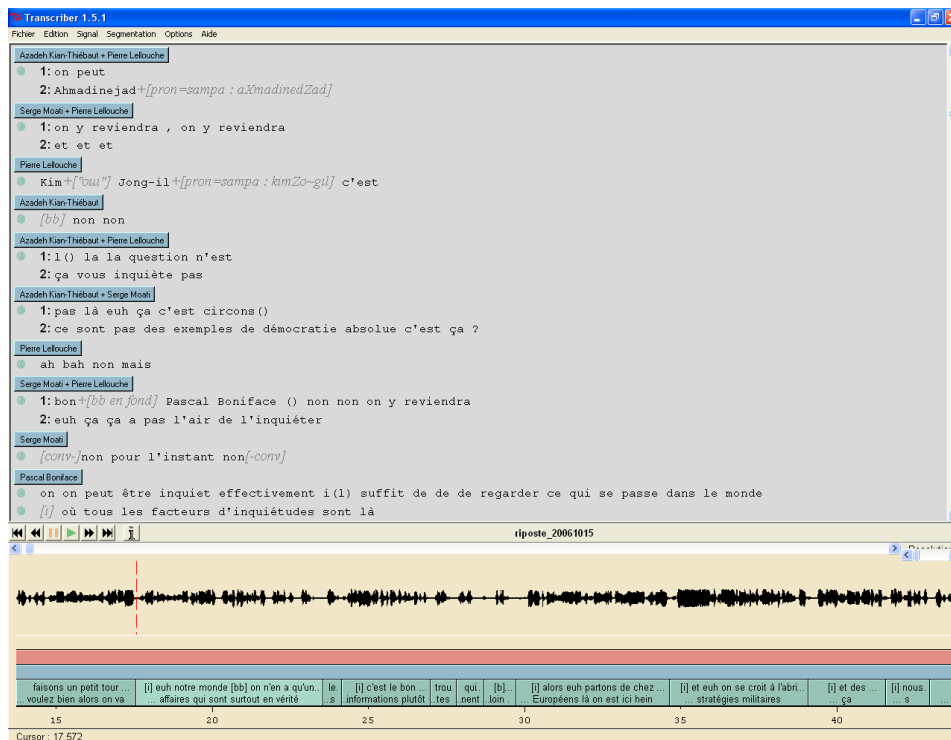 Transcriber 1.5.1
Fichier Edition Signal Segmentation Options Aide
Azadeh Kian-Thiébaut + Pierre Lellouche
1: on peut
2: Ahmadinejad+[pron=sampa : aXmadinedZad]
Serge Moati + Pierre Lellouche
1: on y reviendra , on y reviendra
2: et et et
Pierre Lellouche
Kim+["oui"] Jong-il+[pron=sampa : kimZo~gil] c'est
Azadeh Kian-Thiébaut
[bb] non non
Azadeh Kian-Thiébaut + Pierre Lellouche
1: l() la la question n'est
2: ça vous inquiète pas
Azadeh Kian-Thiébaut + Serge Moati
1: pas là euh ça c'est circons()
2: ce sont pas des exemples de démocratie absolue c'est ça ?
Pierre Lellouche
ah bah non mais
Serge Moati + Pierre Lellouche
1: bon+[bb en fond] Pascal Boniface () non non on y reviendra
2: euh ça ça a pas l'air de l'inquiéter
Serge Moati
[conv-]non pour l'instant non[-conv]
Pascal Boniface
on on peut être inquiet effectivement i(l) suffit de de de regarder ce qui se passe dans le monde
[i] où tous les facteurs d'inquiétudes sont là
riposte_20061015
faisons un petit tour ... [i] euh notre monde [bb] on n'en a qu'un... le. [i] c'est le bon ... trou. qui. [b]... [i] alors euh partons de chez ... [i] et euh on se croit à l'abri... [i] et des ... [i] nous.
... voulez bien alors on va ... affaires qui sont surtout en vérité ...s .informations plutôt ..tes ..nent ..loin . ... Européens là on est ici hein ... stratégies militaires ... ça ... s
15 20 25 30 35 40
Cursor : 17.572